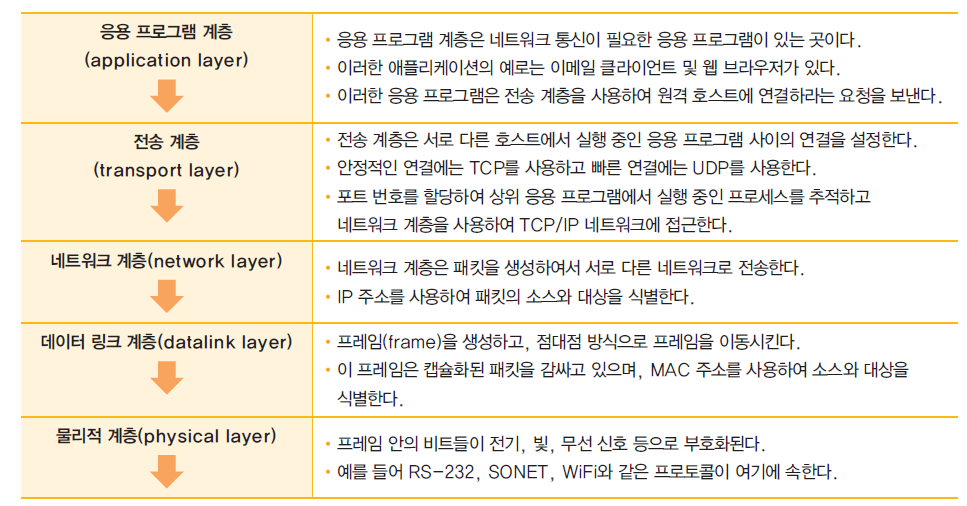 응용 프로그램 계층
(application layer)
• 응용 프로그램 계층은 네트워크 통신이 필요한 응용 프로그램이 있는 곳이다.
• 이러한 애플리케이션의 예로는 이메일 클라이언트 및 웹 브라우저가 있다.
• 이러한 응용 프로그램은 전송 계층을 사용하여 원격 호스트에 연결하라는 요청을 보낸다.
전송 계층
(transport layer)
• 전송 계층은 서로 다른 호스트에서 실행 중인 응용 프로그램 사이의 연결을 설정한다.
• 안정적인 연결에는 TCP를 사용하고 빠른 연결에는 UDP를 사용한다.
• 포트 번호를 할당하여 상위 응용 프로그램에서 실행 중인 프로세스를 추적하고
네트워크 계층을 사용하여 TCP/IP 네트워크에 접근한다.
네트워크 계층(network layer)
• 네트워크 계층은 패킷을 생성하여서 서로 다른 네트워크로 전송한다.
• IP 주소를 사용하여 패킷의 소스와 대상을 식별한다.
데이터 링크 계층(datalink layer)
• 프레임(frame)을 생성하고, 점대점 방식으로 프레임을 이동시킨다.
• 이 프레임은 캡슐화된 패킷을 감싸고 있으며, MAC 주소를 사용하여 소스와 대상을
식별한다.
물리적 계층(physical layer)
• 프레임 안의 비트들이 전기, 빛, 무선 신호 등으로 부호화된다.
• 예를 들어 RS-232, SONET, WiFi와 같은 프로토콜이 여기에 속한다.